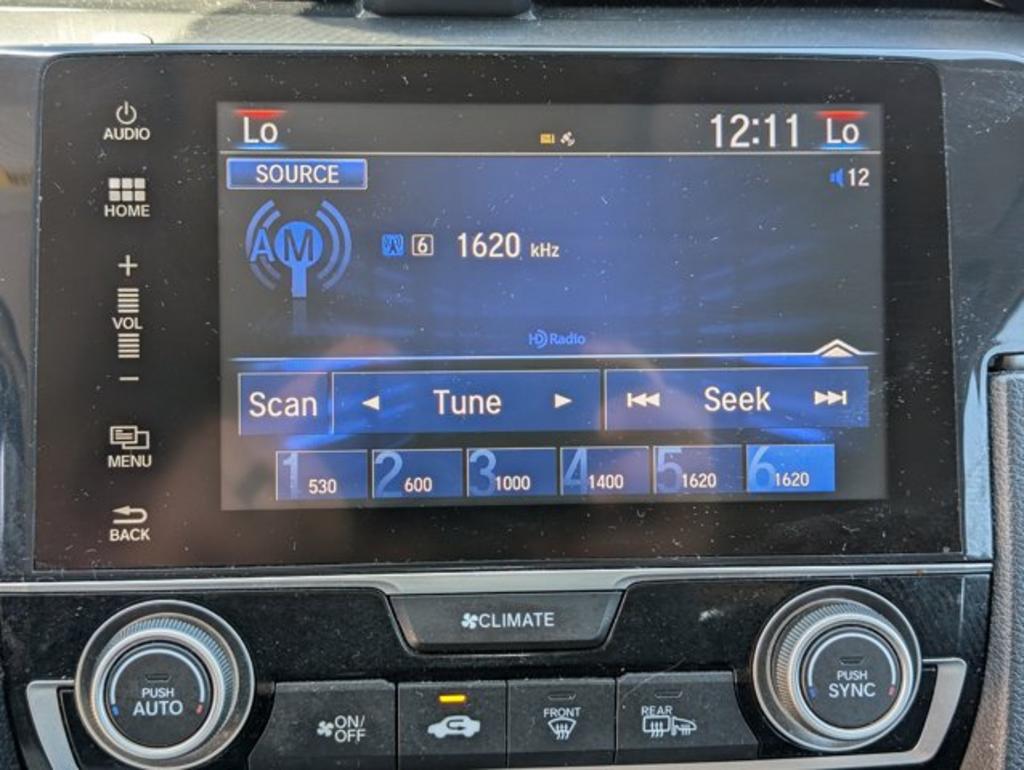 AUDIO
Lo
12:11
Lo
SOURCE
12
HOME
AM
6
1620 kHz
VOL
HD Radio
Scan
Tune
Seek
MENU
1 530
2 600
3 1000
4 1400
5 1620
6 1620
BACK
CLIMATE
PUSH
AUTO
ON/
OFF
FRONT
REAR
PUSH
SYNC